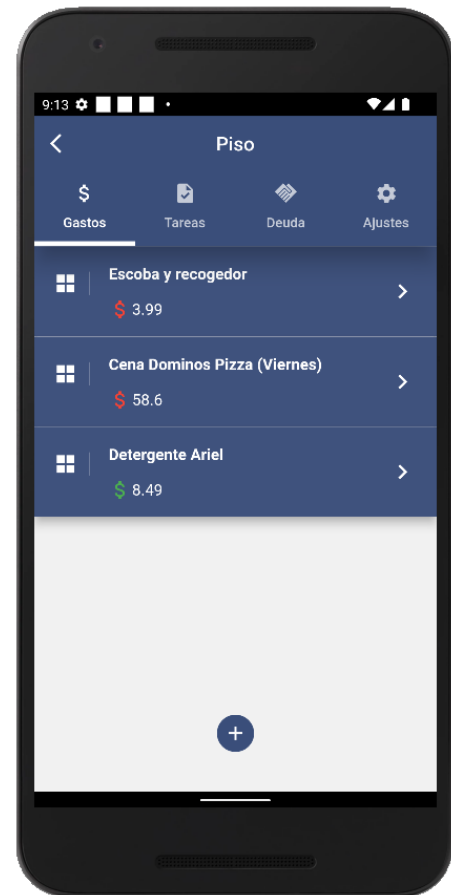 9:13
Piso
Gastos
Tareas
Deuda
Ajustes
Escoba y recogedor
$ 3.99
Cena Dominos Pizza (Viernes)
$ 58.6
Detergente Ariel
$ 8.49